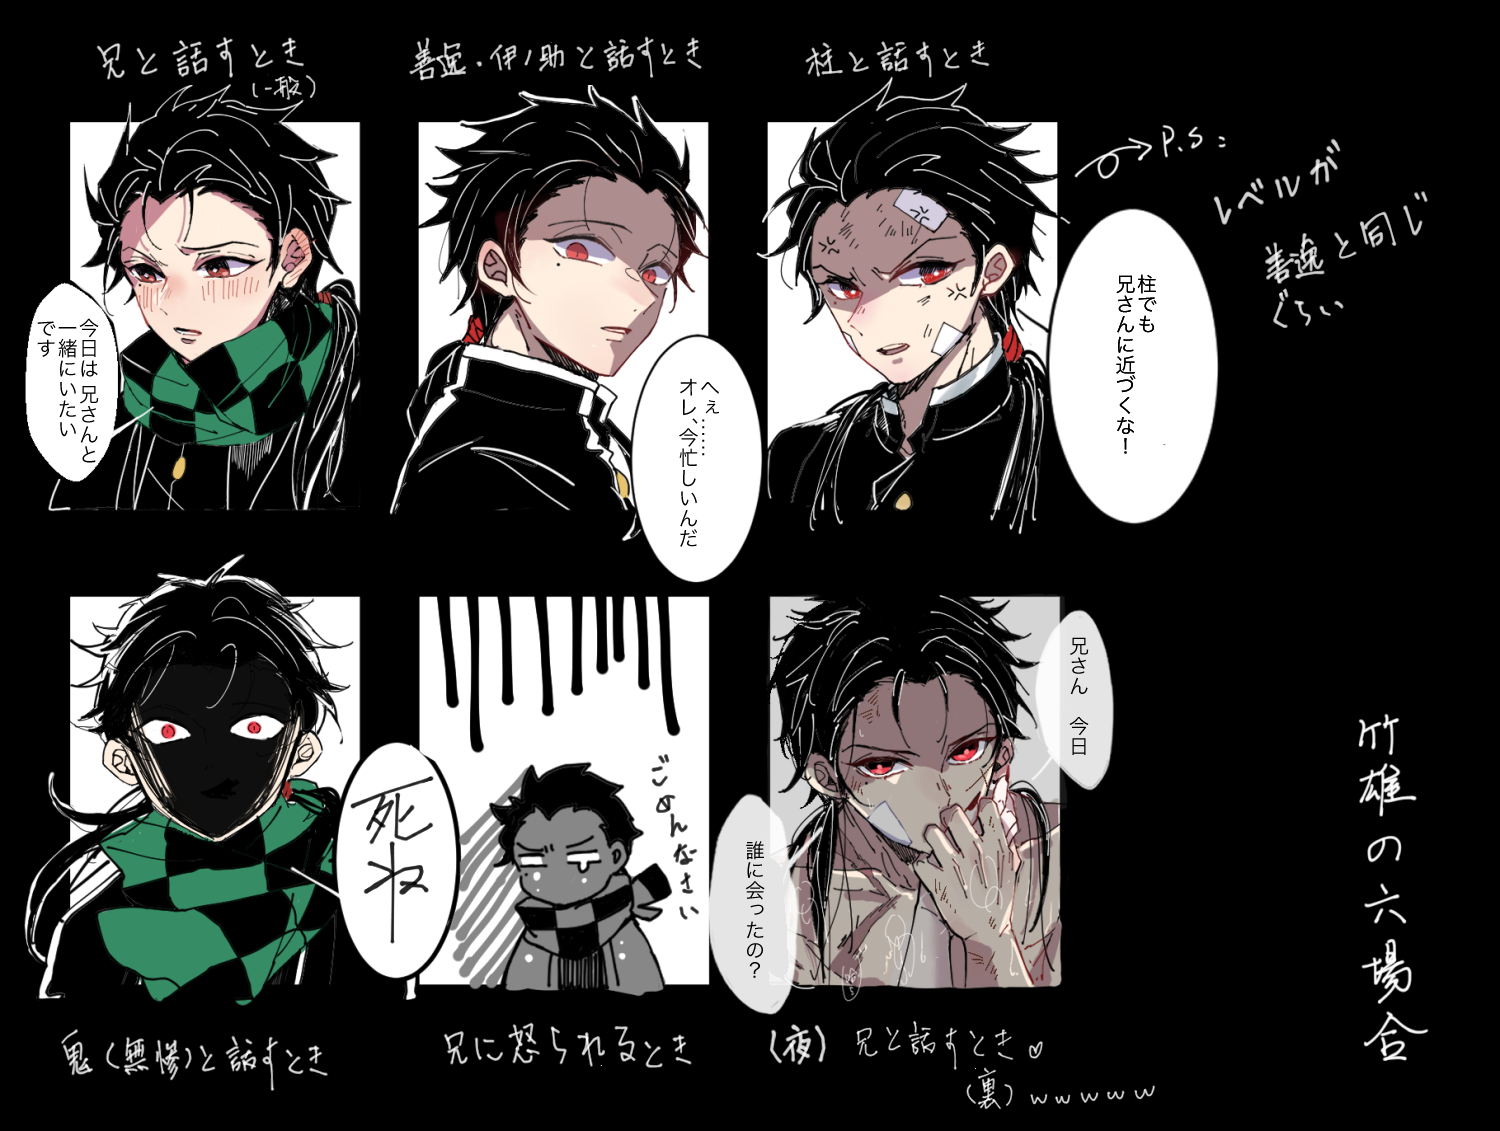 兄と話すとき
(一般)
今日は 兄さんと
一緒にいたい
です
善逸・伊ノ助と話すとき
へぇ……
オレ、今忙しいんだ
柱と話すとき
柱でも
兄さんに近づくな！
P.S:
レベルが
善逸と同じ
ぐらい
死ね
鬼(無惨)と話すとき
ごめんなさい
兄に怒られるとき
兄さん 今日
誰に会ったの？
(夜) 兄と話すとき♡
(裏) wwwww
竹雄の六場合